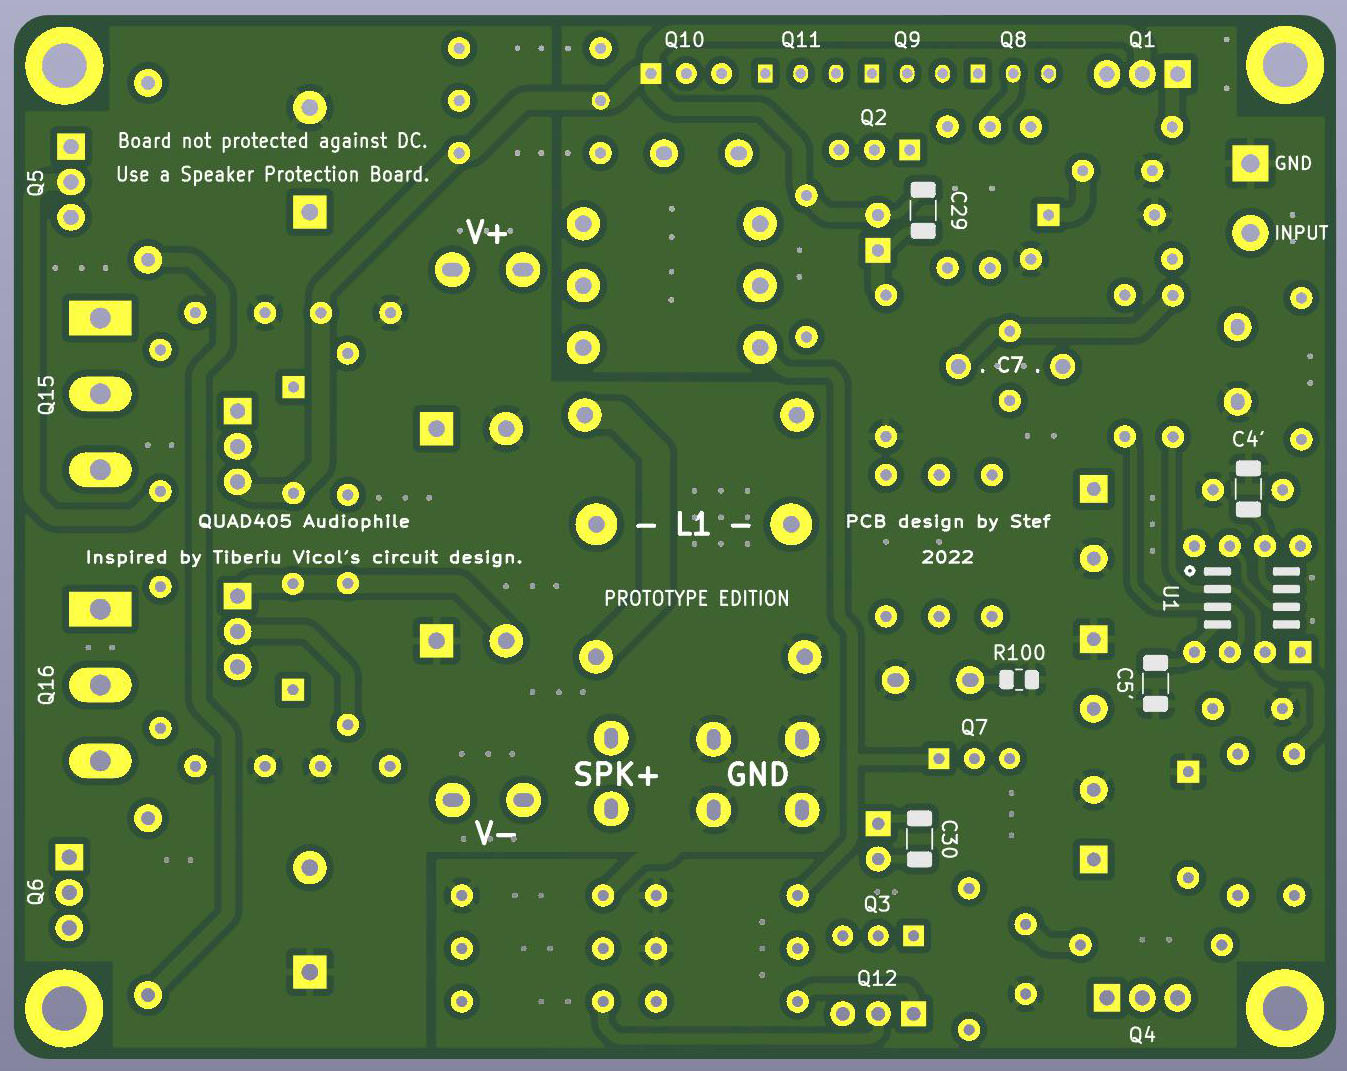 Q10 Q11 Q9 Q8 Q1
Q2
Board not protected against DC.
Use a Speaker Protection Board.
Q5
GND
C29
V+
INPUT
C7
Q15
C4'
QUAD405 Audiophile
- L1 -
PCB design by Stef
Inspired by Tiberiu Vicol's circuit design.
2022
PROTOTYPE EDITION
U1
R100
Q16
C5'
Q7
SPK+ GND
V-
C30
Q6
Q3
Q12
Q4